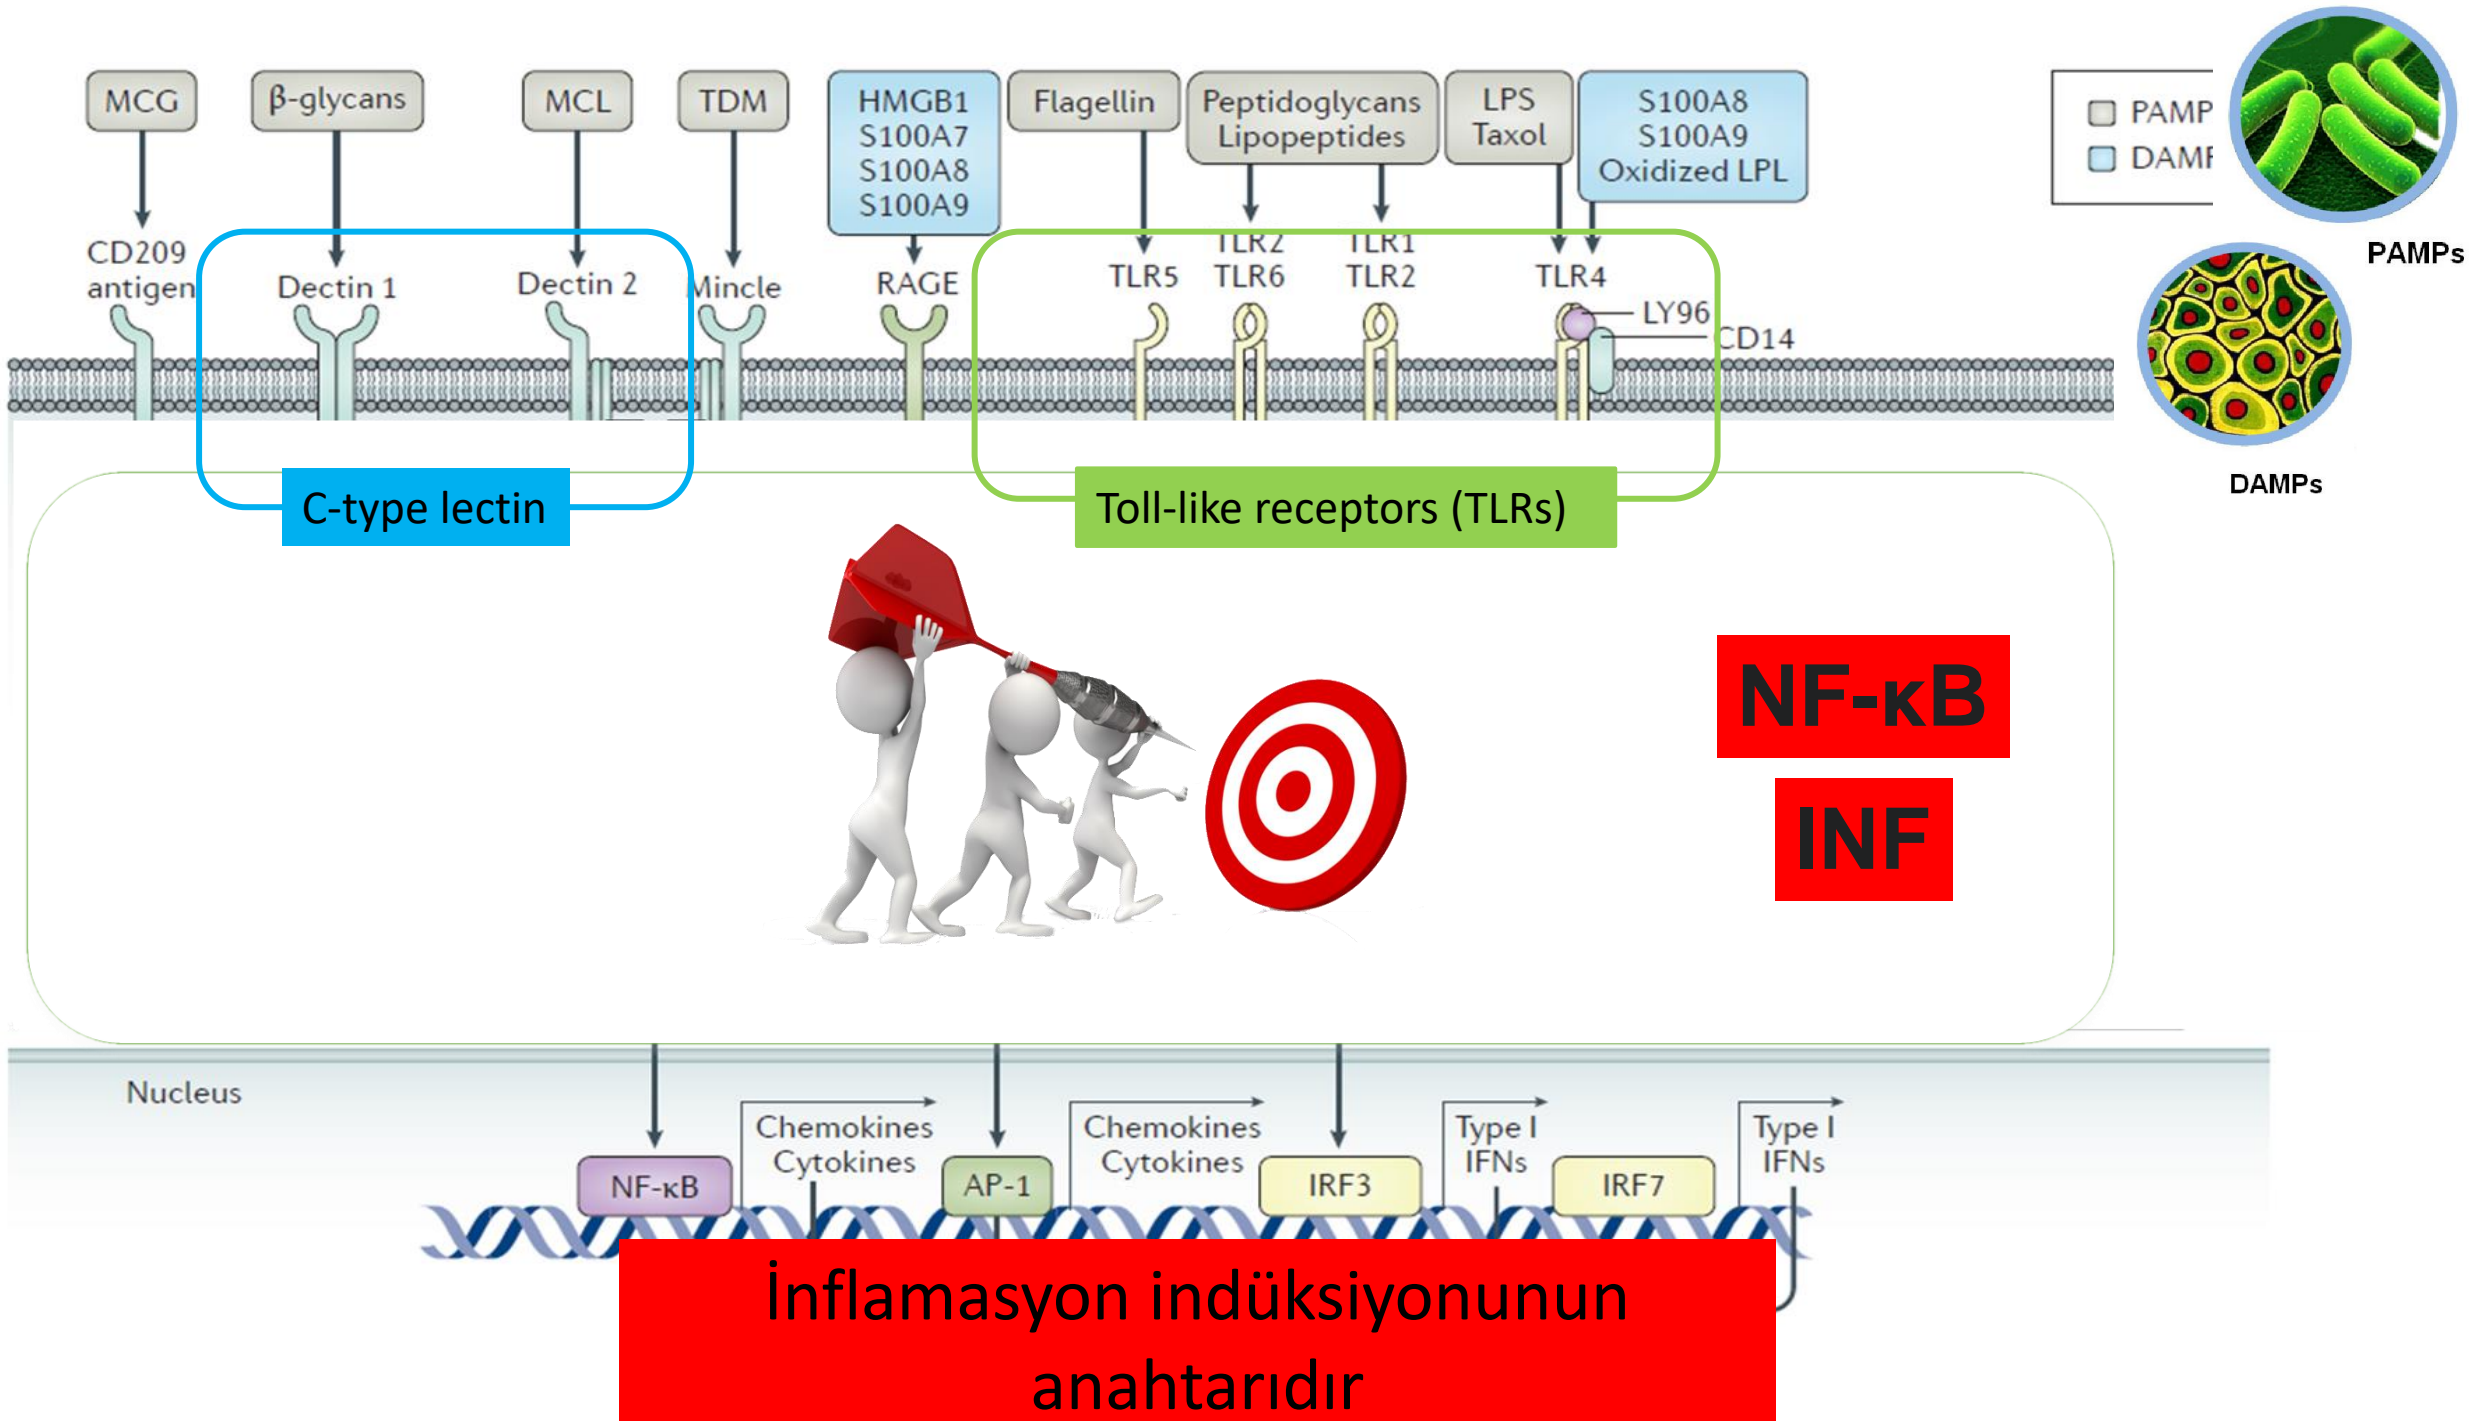 MCG
β-glycans
MCL
TDM
HMGB1
S100A7
S100A8
S100A9
Flagellin
Peptidoglycans
Lipopeptides
LPS
Taxol
S100A8
S100A9
Oxidized LPL
PAMP
DAMP
PAMPs
DAMPs
CD209
antigen
Dectin 1
Dectin 2
Mincle
RAGE
TLR5
TLR2
TLR6
TLR1
TLR2
TLR4
LY96
CD14
C-type lectin
Toll-like receptors (TLRs)
NF-κB
INF
Nucleus
Chemokines
Cytokines
Chemokines
Cytokines
Type I
IFNs
Type I
IFNs
NF-κB
AP-1
IRF3
IRF7
İnflamasyon indüksiyonunun
anahtarıdır